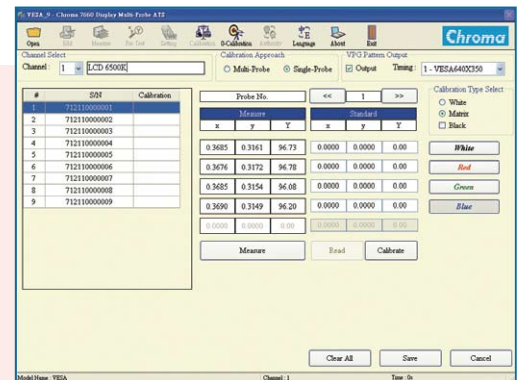 VESA_9 - Chroma 7660 Display Multi-Probe ATE
Open Edit Measure Pre Test Setting Calibration 0-Calibration Authority Language About Exit Chroma
Channel Select Calibration Approach VPG Pattern Output
Channel : 1 LCD 6500K Multi-Probe Single-Probe Output Timing : 1 - VESA640X350
# S/N Calibration Probe No. << 1 >> Calibration Type Select
1 712110000001 Measure Standard White
2 712110000002 x y Y x y Y Matrix
3 712110000003 Black
4 712110000004 0.3685 0.3161 96.73 0.0000 0.0000 0.00 White
5 712110000005
6 712110000006 0.3676 0.3172 96.78 0.0000 0.0000 0.00 Red
7 712110000007
8 712110000008 0.3685 0.3154 96.08 0.0000 0.0000 0.00 Green
9 712110000009 0.3690 0.3149 96.20 0.0000 0.0000 0.00 Blue
0.0000 0.0000 0.00 0.0000 0.0000 0.00
Measure Read Calibrate
Clear All Save Cancel
Model Name : VESA Channel : 1 Time : 0s